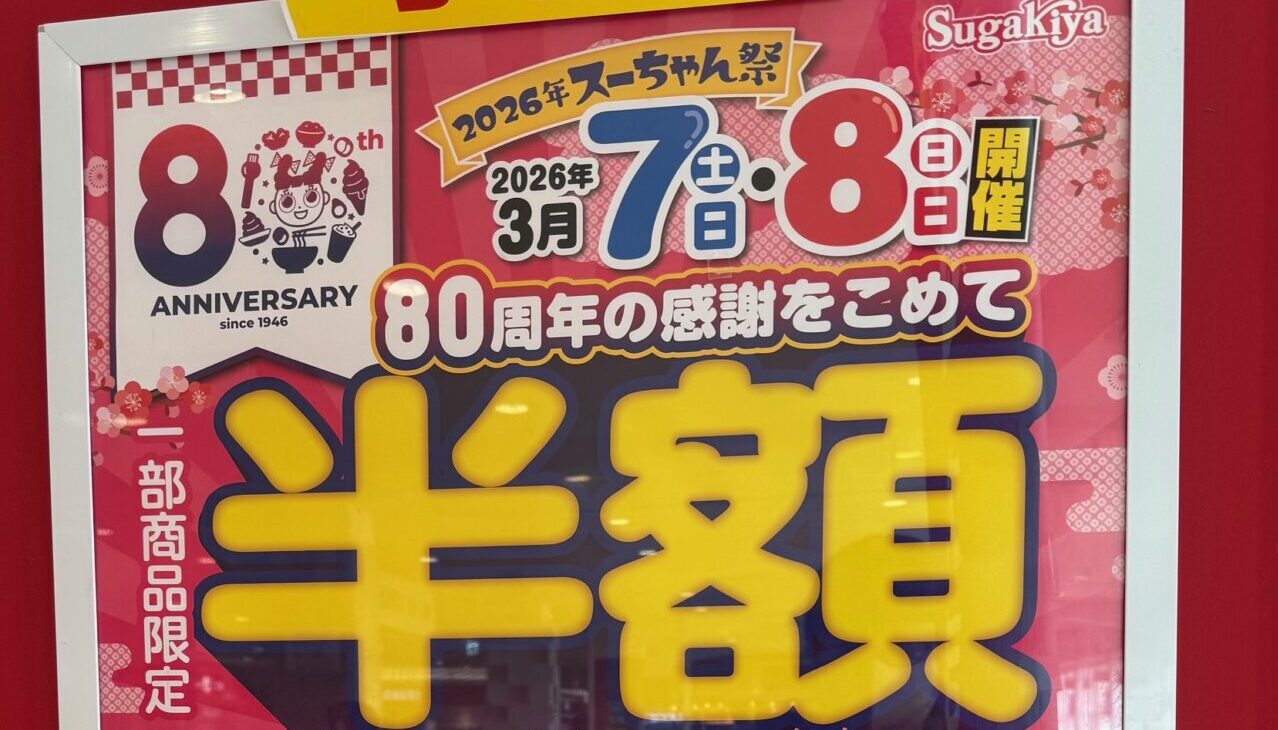 Sugakiya
2026年スーちゃん祭
2026年
3月
7土日・8日日
開催
80th
ANNIVERSARY
since 1946
80周年の感謝をこめて
半額
一部商品限定